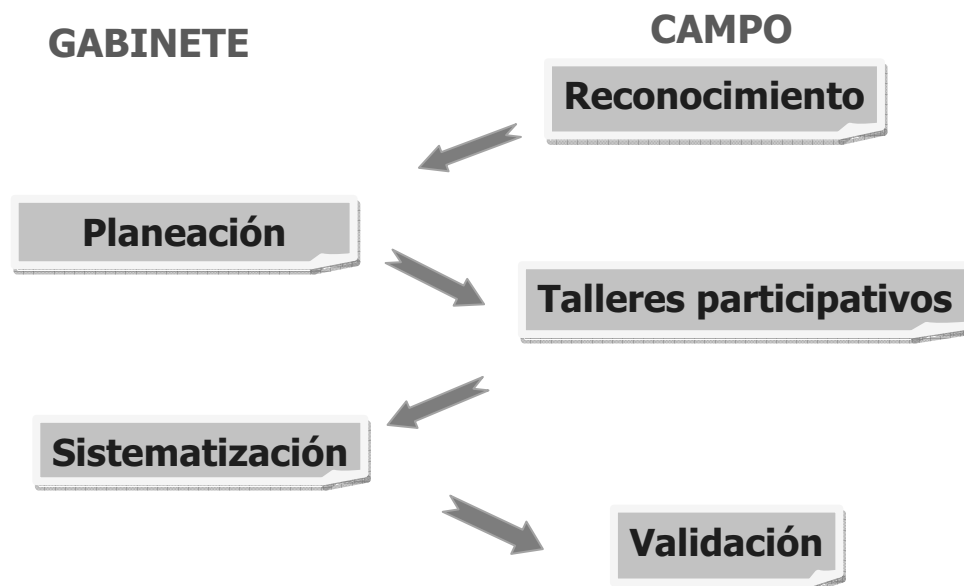 GABINETE
CAMPO
Reconocimiento
Planeación
Talleres participativos
Sistematización
Validación